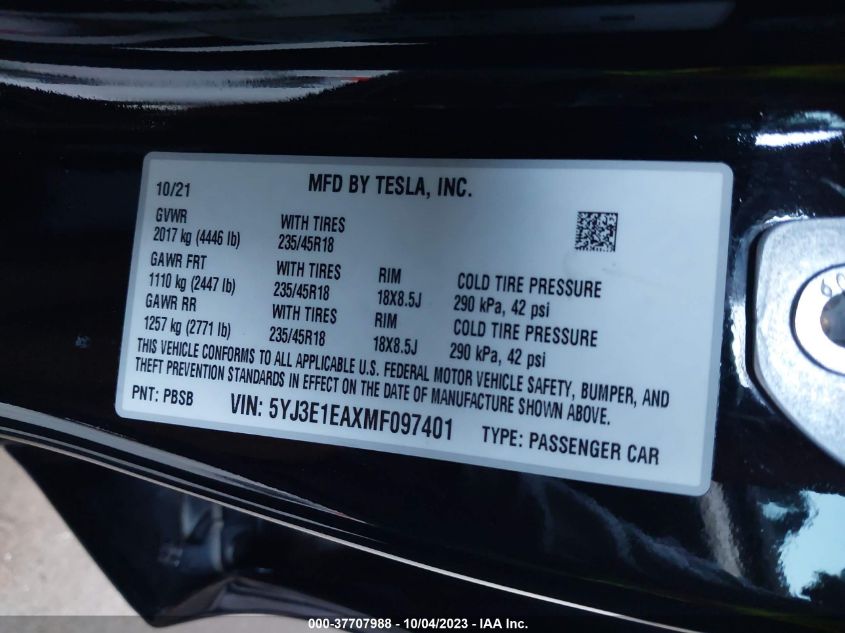 10/21 MFD BY TESLA, INC.
GVWR WITH TIRES
2017 kg (4446 lb) 235/45R18
GAWR FRT WITH TIRES RIM COLD TIRE PRESSURE
1110 kg (2447 lb) 235/45R18 18X8.5J 290 kPa, 42 psi
GAWR RR WITH TIRES RIM COLD TIRE PRESSURE
1257 kg (2771 lb) 235/45R18 18X8.5J 290 kPa, 42 psi
THIS VEHICLE CONFORMS TO ALL APPLICABLE U.S. FEDERAL MOTOR VEHICLE SAFETY, BUMPER, AND
THEFT PREVENTION STANDARDS IN EFFECT ON THE DATE OF MANUFACTURE SHOWN ABOVE.
PNT: PBSB VIN: 5YJ3E1EAXMF097401 TYPE: PASSENGER CAR
000-37707988 - 10/04/2023 - IAA Inc.